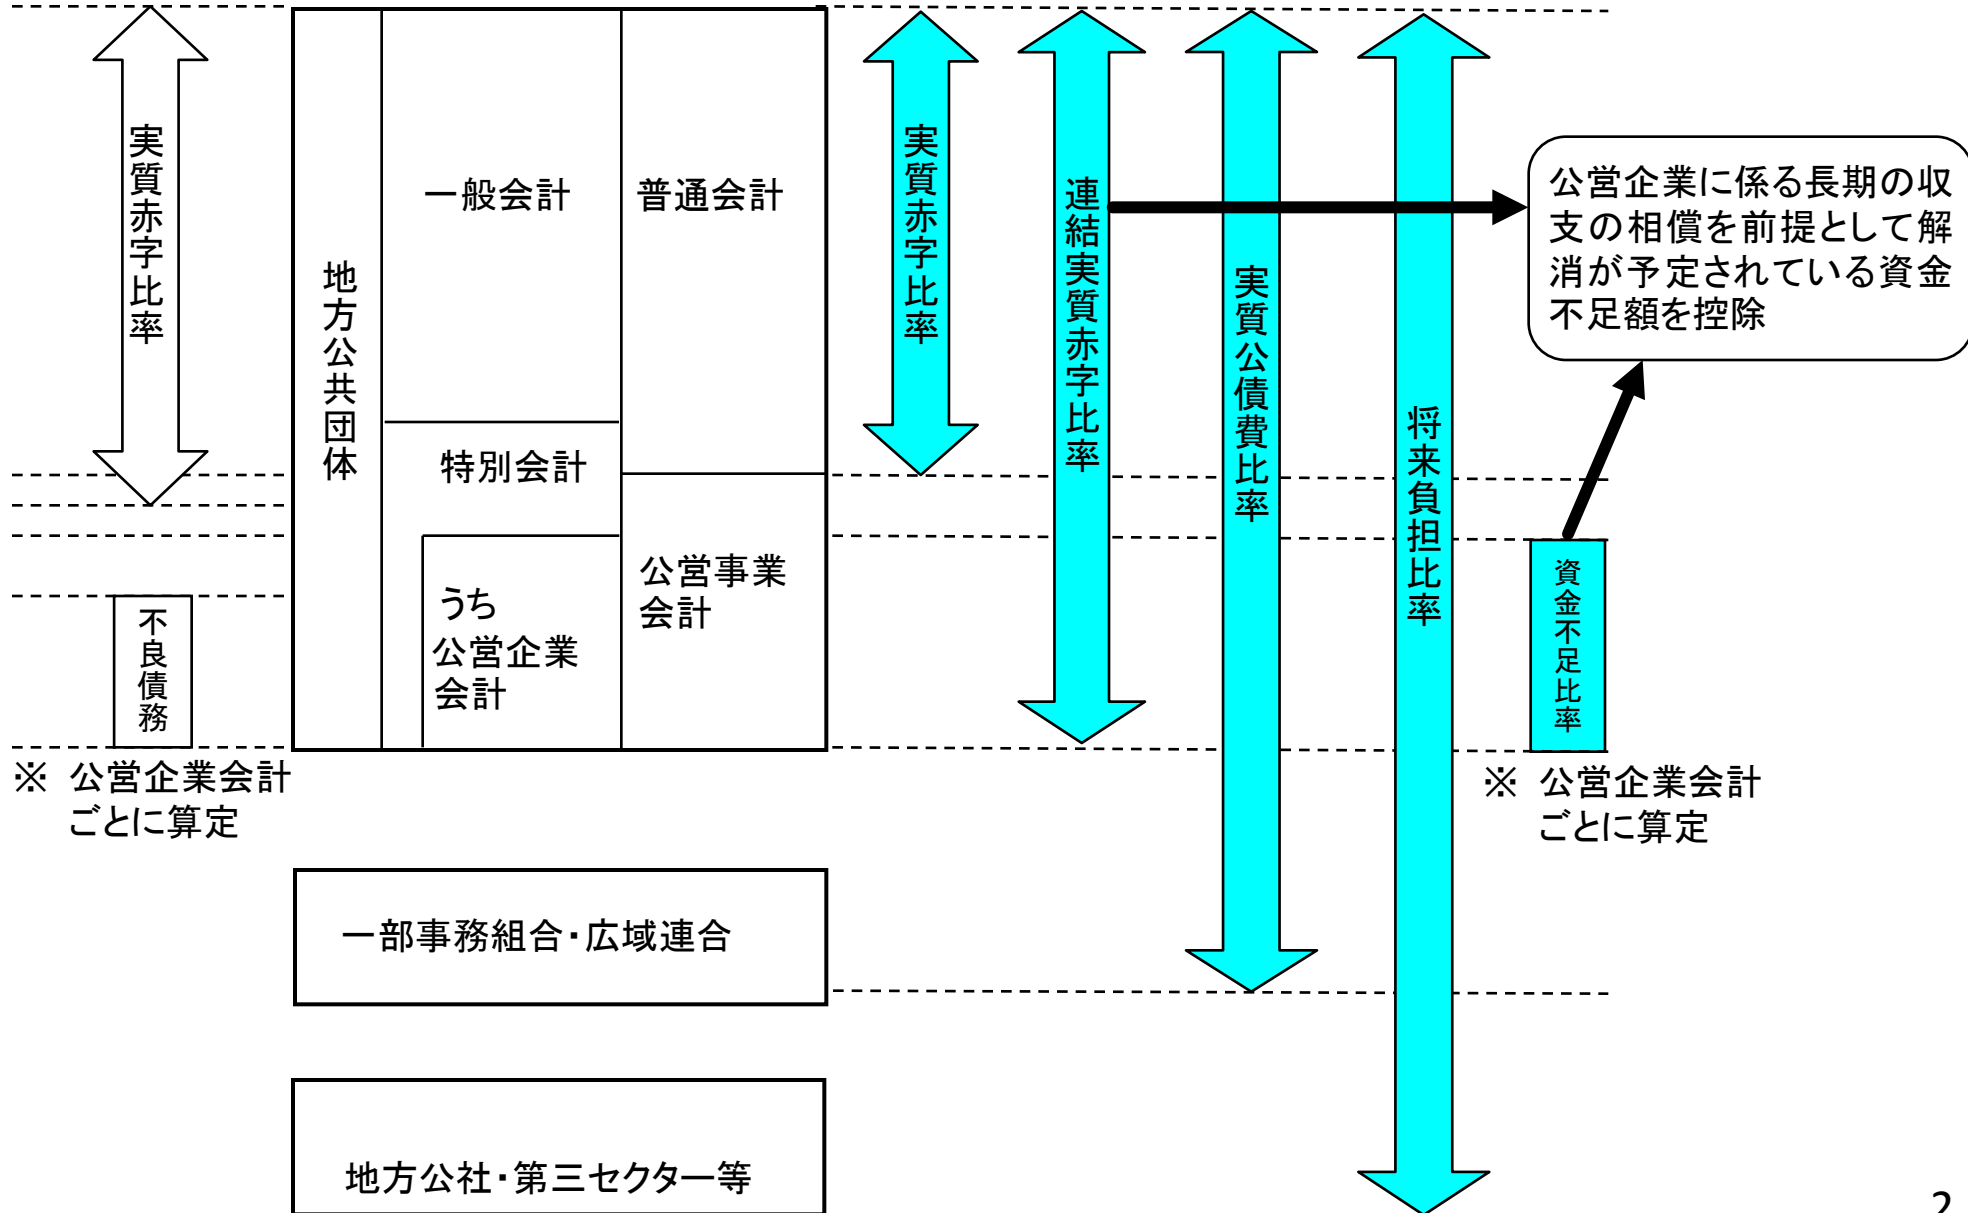 実質赤字比率
不良債務
※ 公営企業会計
ごとに算定
地方公共団体
一般会計
普通会計
特別会計
うち
公営企業
会計
公営事業
会計
実質赤字比率
連結実質赤字比率
実質公債費比率
将来負担比率
公営企業に係る長期の収
支の相償を前提として解
消が予定されている資金
不足額を控除
資金不足比率
※ 公営企業会計
ごとに算定
一部事務組合・広域連合
地方公社・第三セクター等
2